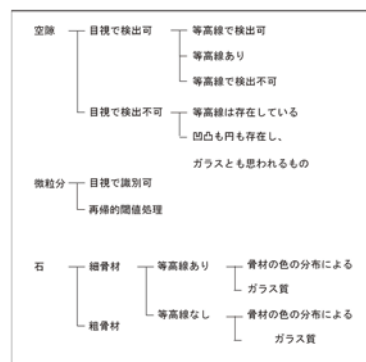 空隙 目視で検出可 等高線で検出可
等高線あり
等高線で検出不可
目視で検出不可 等高線は存在している
凹凸も円も存在し、
ガラスとも思われるもの
微粒分 目視で識別可
再帰的閾値処理
石 細骨材 等高線あり 骨材の色の分布による
ガラス質
等高線なし 骨材の色の分布による
粗骨材
ガラス質